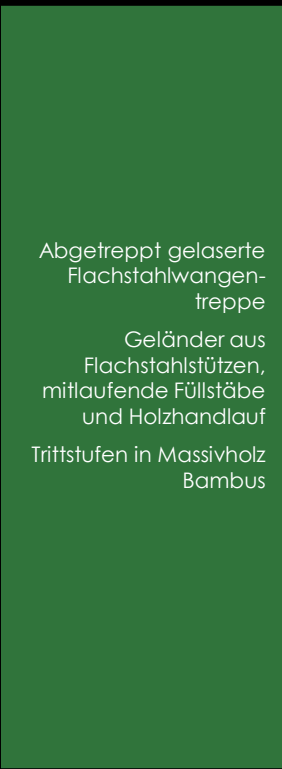 Abgetreppt gelaserte
Flachstahlwangen-
treppe
Geländer aus
Flachstahlstützen,
mitlaufende Füllstäbe
und Holzhandlauf
Trittstufen in Massivholz
Bambus